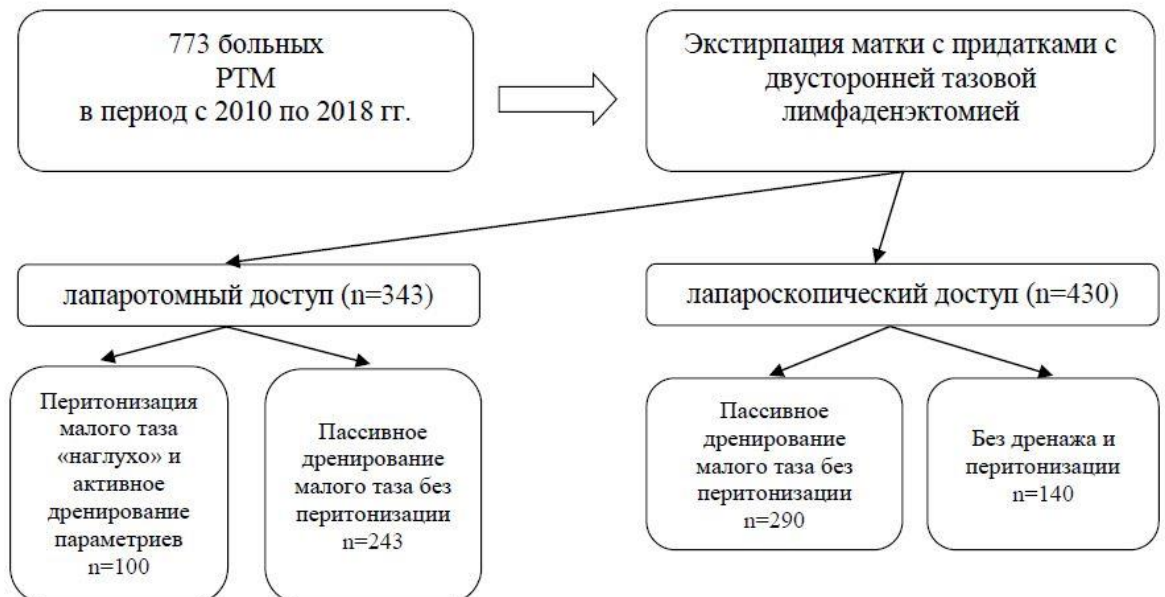 773 больных
РТМ
в период с 2010 по 2018 гг.
Экстирпация матки с придатками с
двусторонней тазовой
лимфаденэктомией
лапаротомный доступ (n=343)
лапароскопический доступ (n=430)
Перитонизация
малого таза
«наглухо» и
активное
дренирование
параметриев
n=100
Пассивное
дренирование
малого таза без
перитонизации
n=243
Пассивное
дренирование
малого таза без
перитонизации
n=290
Без дренажа и
перитонизации
n=140